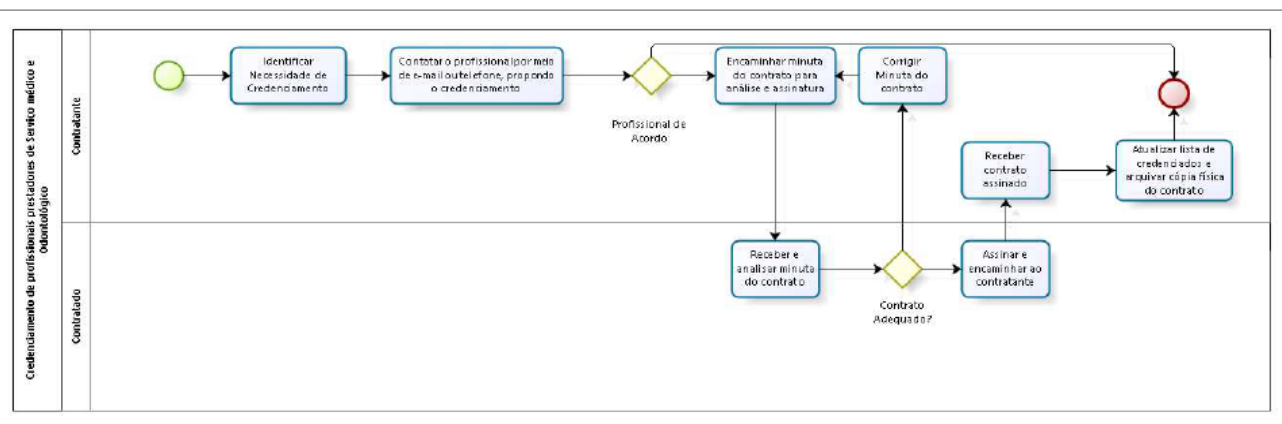 Credenciamento de profissionais prestadores de Serviço médico e
Odontológico
Contratante
Identificar
Necessidade de
Credenciamento
Contatar o profissional por meio
de e-mail ou telefone, propondo
o credenciamento
Profissional de
Acordo
Encaminhar minuta
do contrato para
análise e assinatura
Corrigir
Minuta do
contrato
Receber
contrato
assinado
Atualizar lista de
credenciados e
arquivar cópia física
do contrato
Contratado
Receber e
analisar minuta
do contrato
Contrato
Adequado?
Assinar e
encaminhar ao
contratante